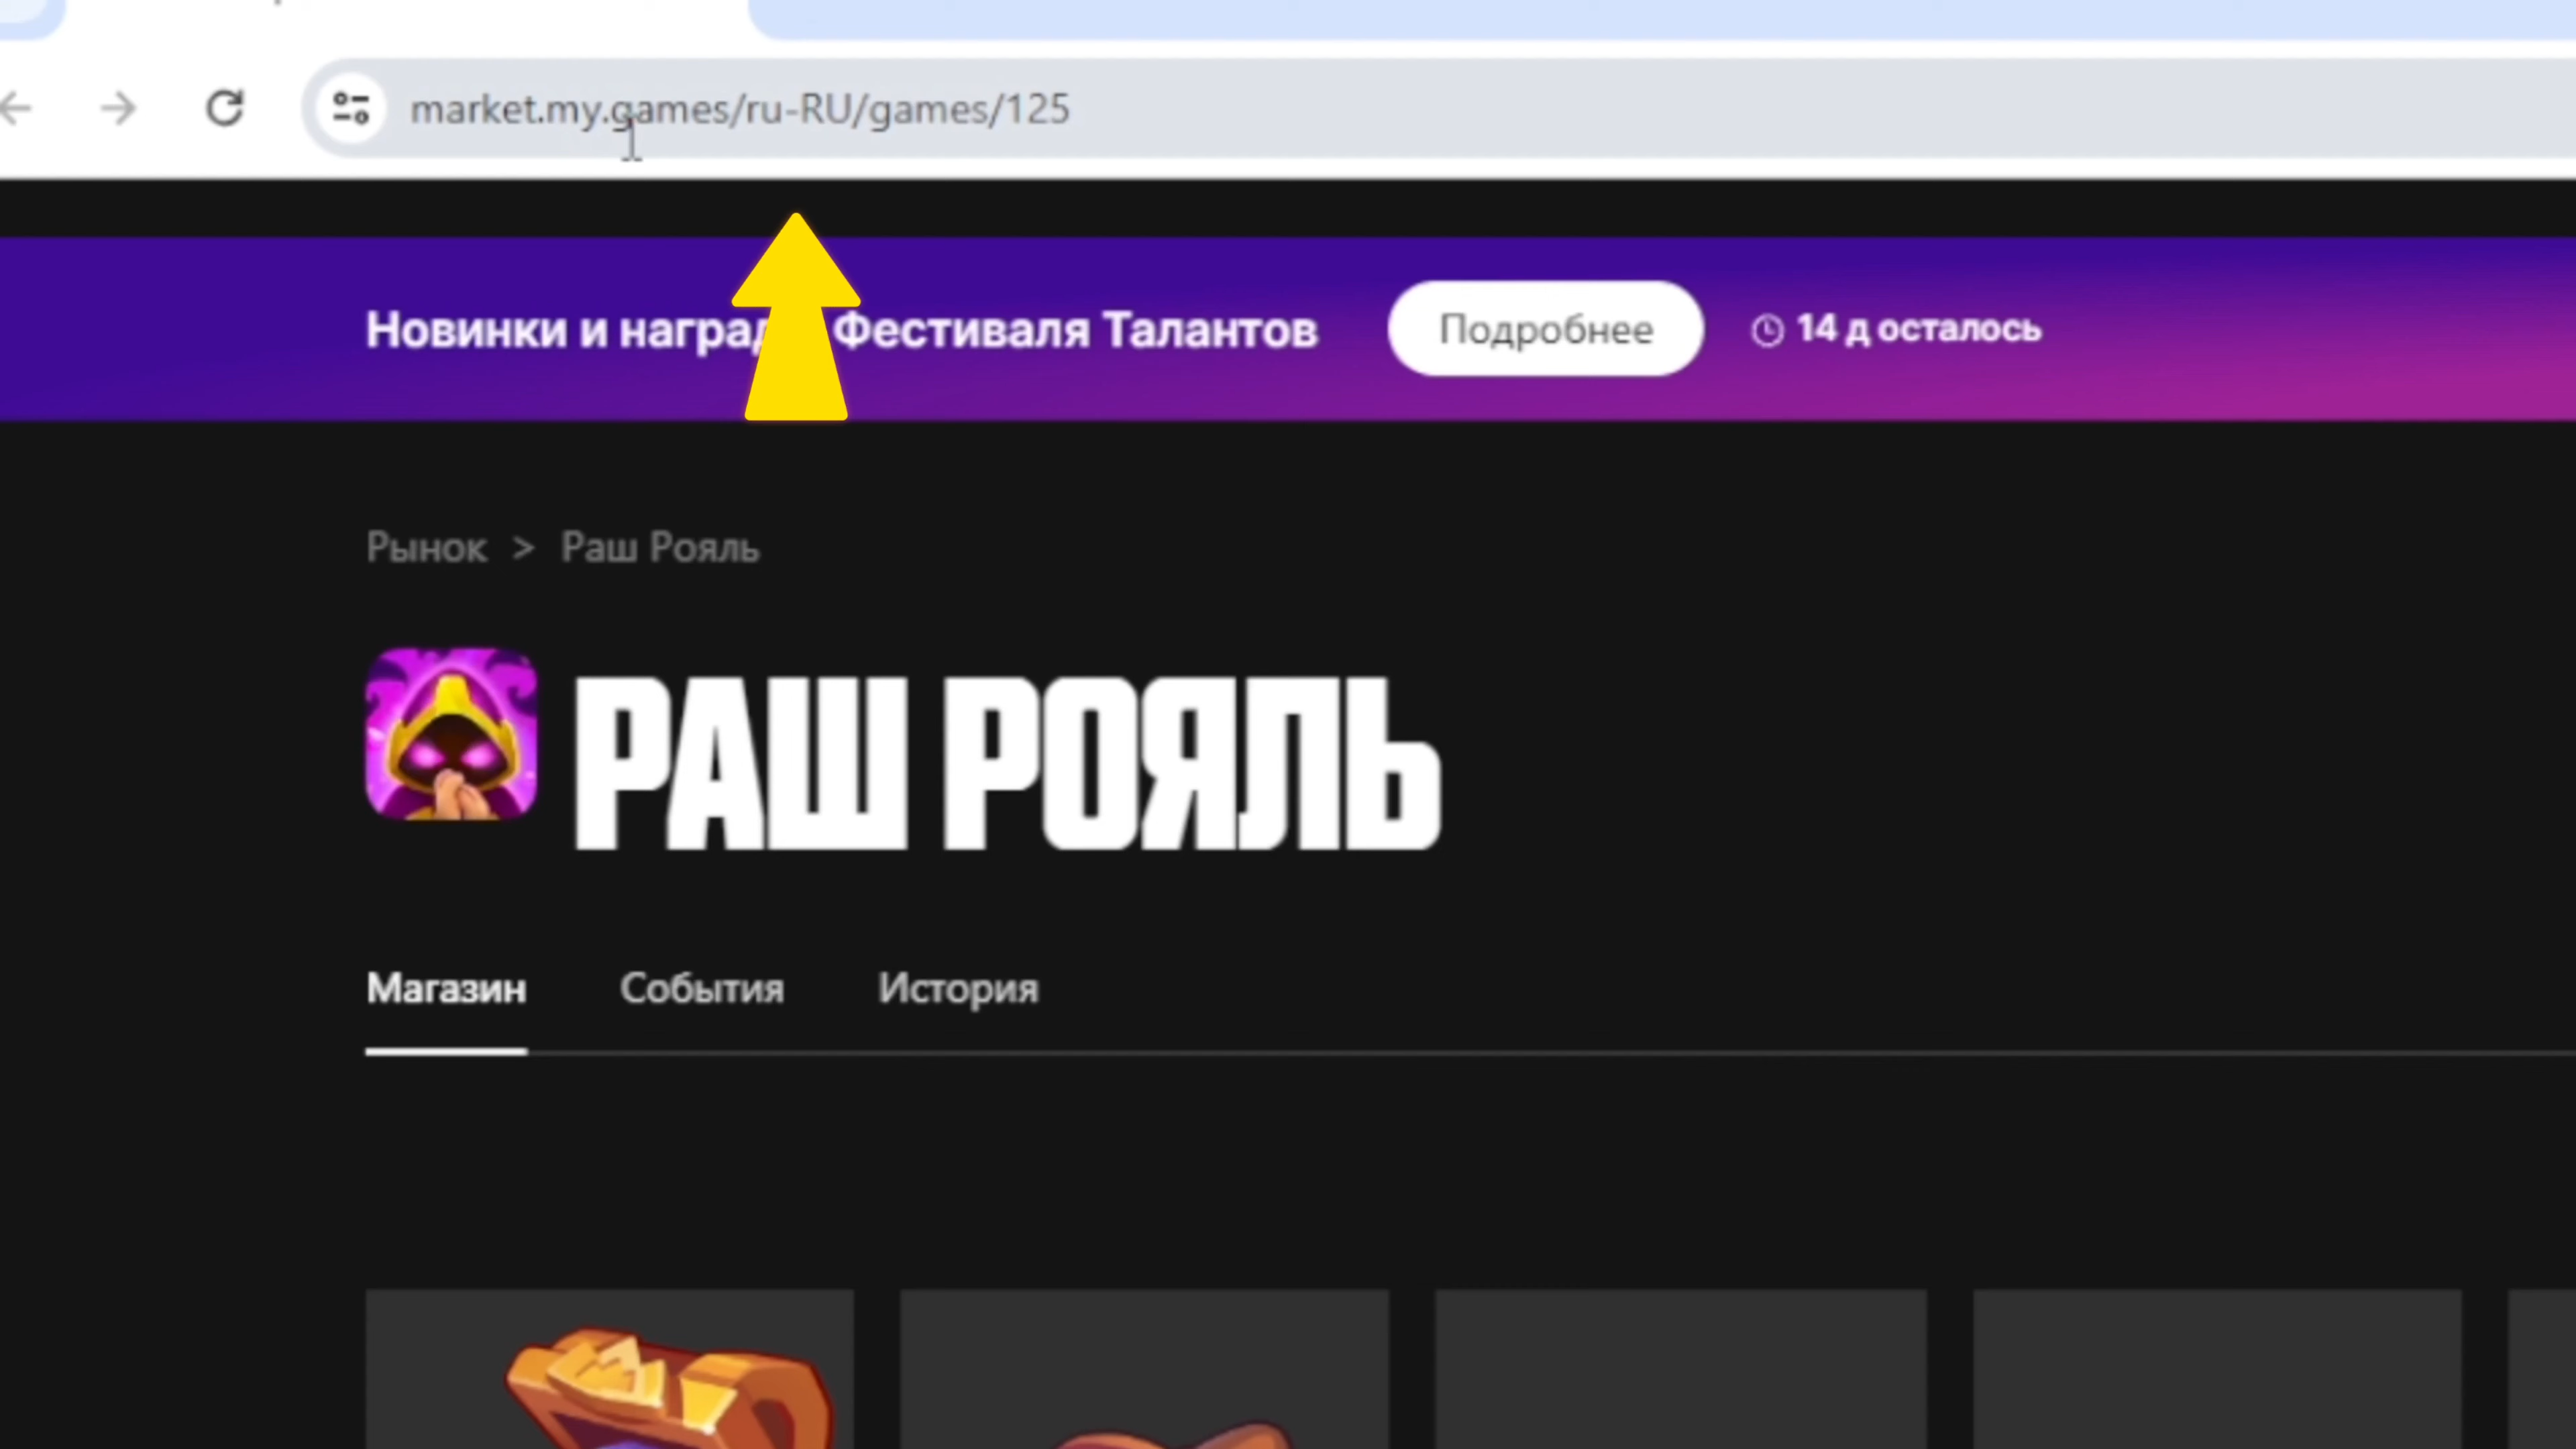 market.my.games/ru-RU/games/125
Новинки и наград Фестиваля Талантов
Подробнее
14 д осталось
Рынок > Раш Рояль
РАШ РОЯЛЬ
Магазин
События
История